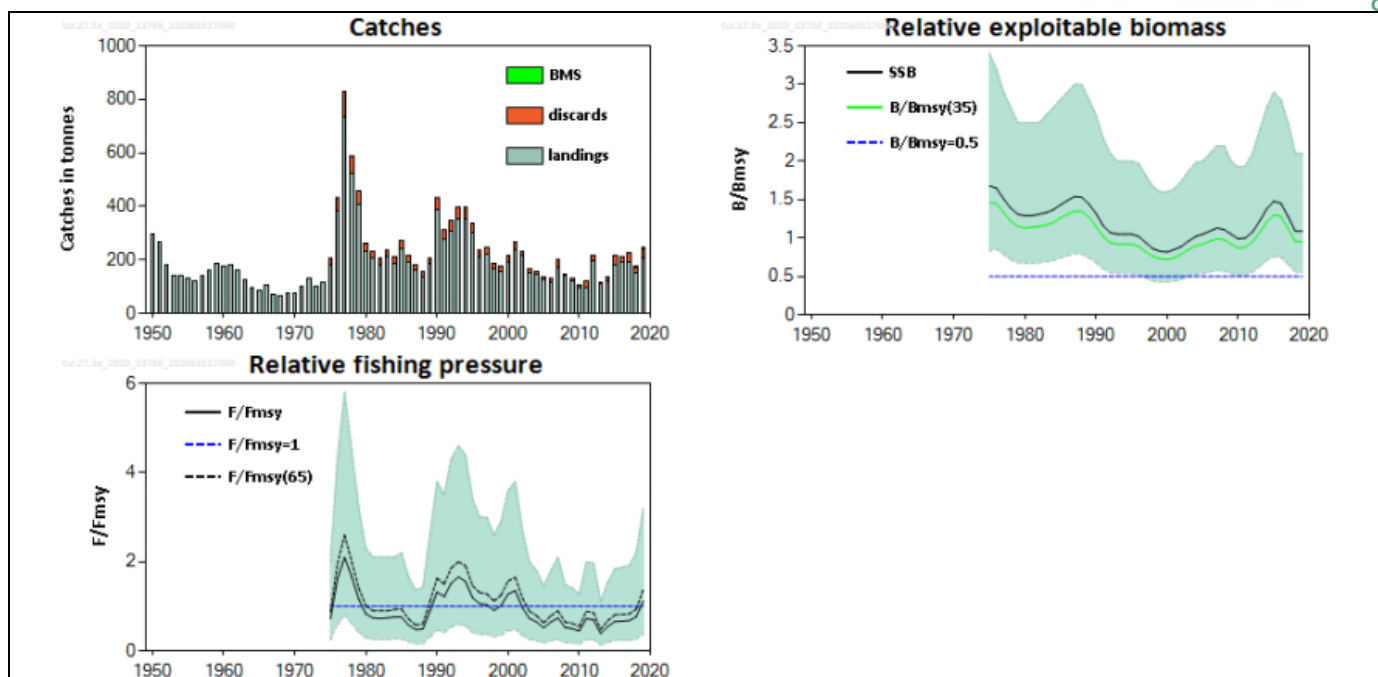 Catches
1000
800
600
400
200
0
Catches in tonnes
BMS
discards
landings
1950 1960 1970 1980 1990 2000 2010 2020
Relative exploitable biomass
3.5
3
2.5
2
1.5
1
0.5
0
B/Bmsy
SSB
B/Bmsy(35)
B/Bmsy=0.5
1950 1960 1970 1980 1990 2000 2010 2020
Relative fishing pressure
6
4
2
0
F/Fmsy
F/Fmsy
F/Fmsy=1
F/Fmsy(65)
1950 1960 1970 1980 1990 2000 2010 2020